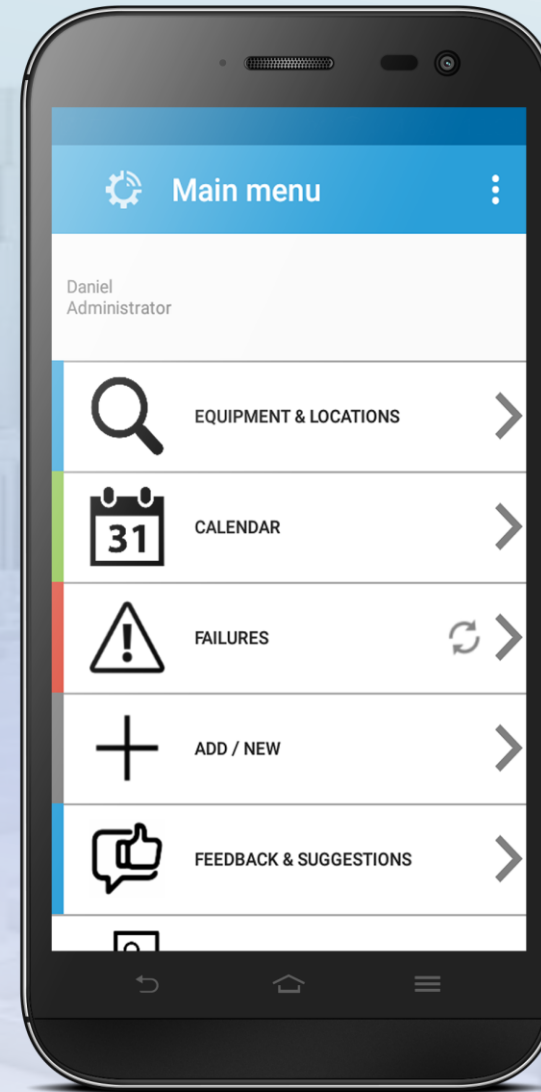 Main menu
Daniel
Administrator
EQUIPMENT & LOCATIONS
31
CALENDAR
FAILURES
ADD / NEW
FEEDBACK & SUGGESTIONS